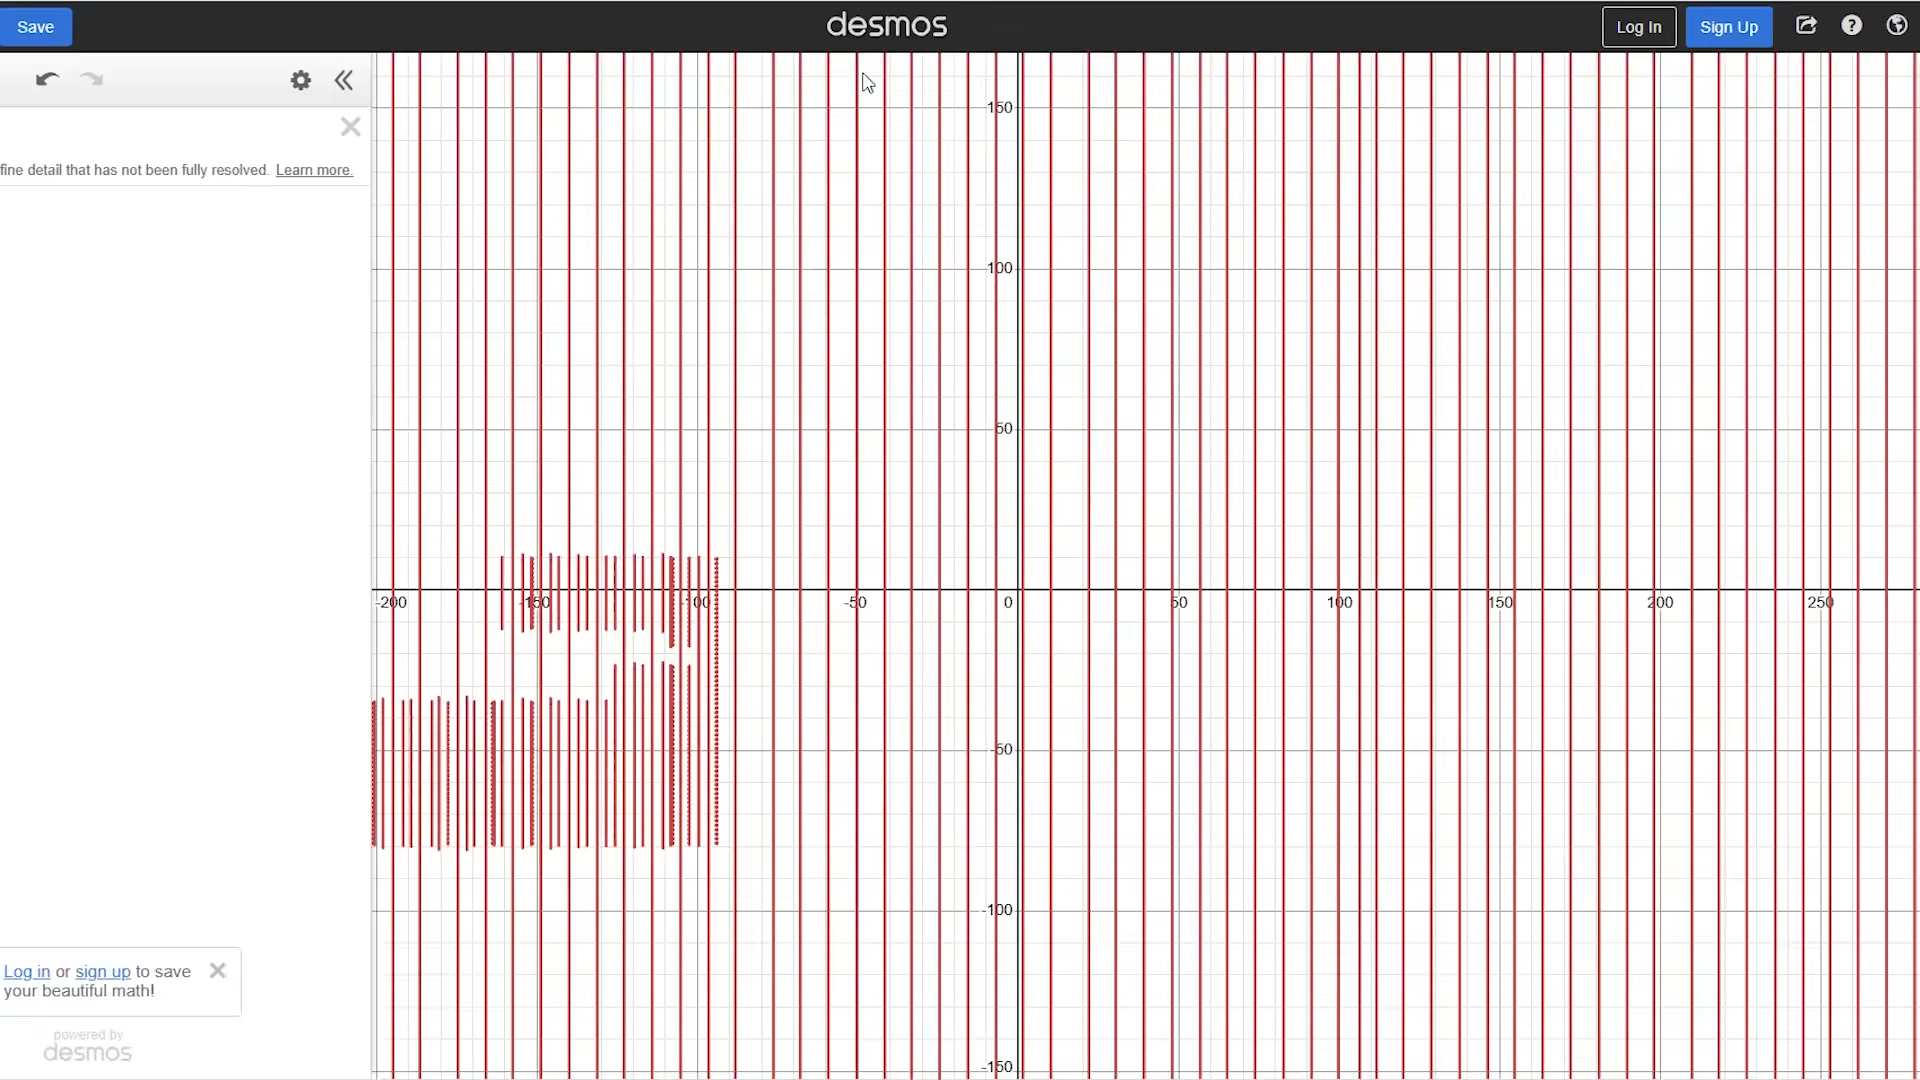 Save
desmos
Log In
Sign Up
fine detail that has not been fully resolved. Learn more.
150
100
50
-200
-150
-100
-50
0
50
100
150
200
250
-50
-100
-150
Log in or sign up to save
your beautiful math!
powered by
desmos